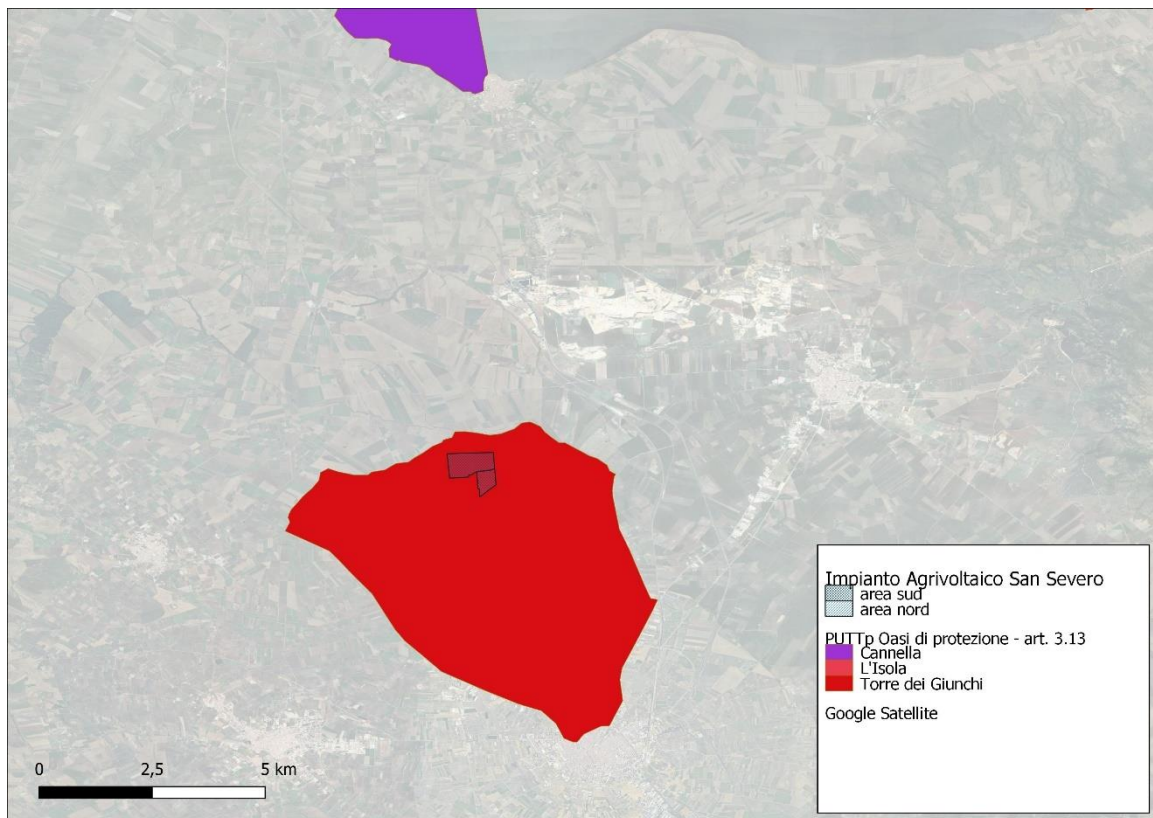 Impianto Agrivoltaico San Severo
area sud
area nord
PUTTp Oasi di protezione - art. 3.13
Cannella
L'Isola
Torre dei Giunchi
Google Satellite
0 2,5 5 km